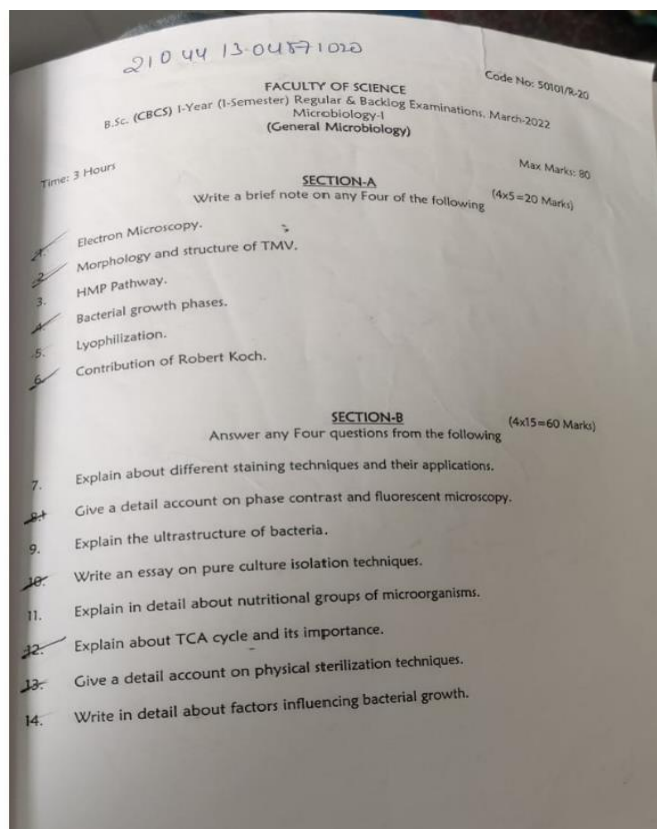 21044 13.04571020
Code No: 50101/R-20
FACULTY OF SCIENCE
B.Sc. (CBCS) I-Year (I-Semester) Regular & Backlog Examinations, March-2022
Microbiology-I
(General Microbiology)
Time: 3 Hours
Max Marks: 80
SECTION-A
Write a brief note on any Four of the following
(4x5=20 Marks)
1. Electron Microscopy.
2. Morphology and structure of TMV.
3. HMP Pathway.
4. Bacterial growth phases.
5. Lyophilization.
6. Contribution of Robert Koch.
SECTION-B
(4x15=60 Marks)
Answer any Four questions from the following
7. Explain about different staining techniques and their applications.
8. Give a detail account on phase contrast and fluorescent microscopy.
9. Explain the ultrastructure of bacteria.
10. Write an essay on pure culture isolation techniques.
11. Explain in detail about nutritional groups of microorganisms.
12. Explain about TCA cycle and its importance.
13. Give a detail account on physical sterilization techniques.
14. Write in detail about factors influencing bacterial growth.